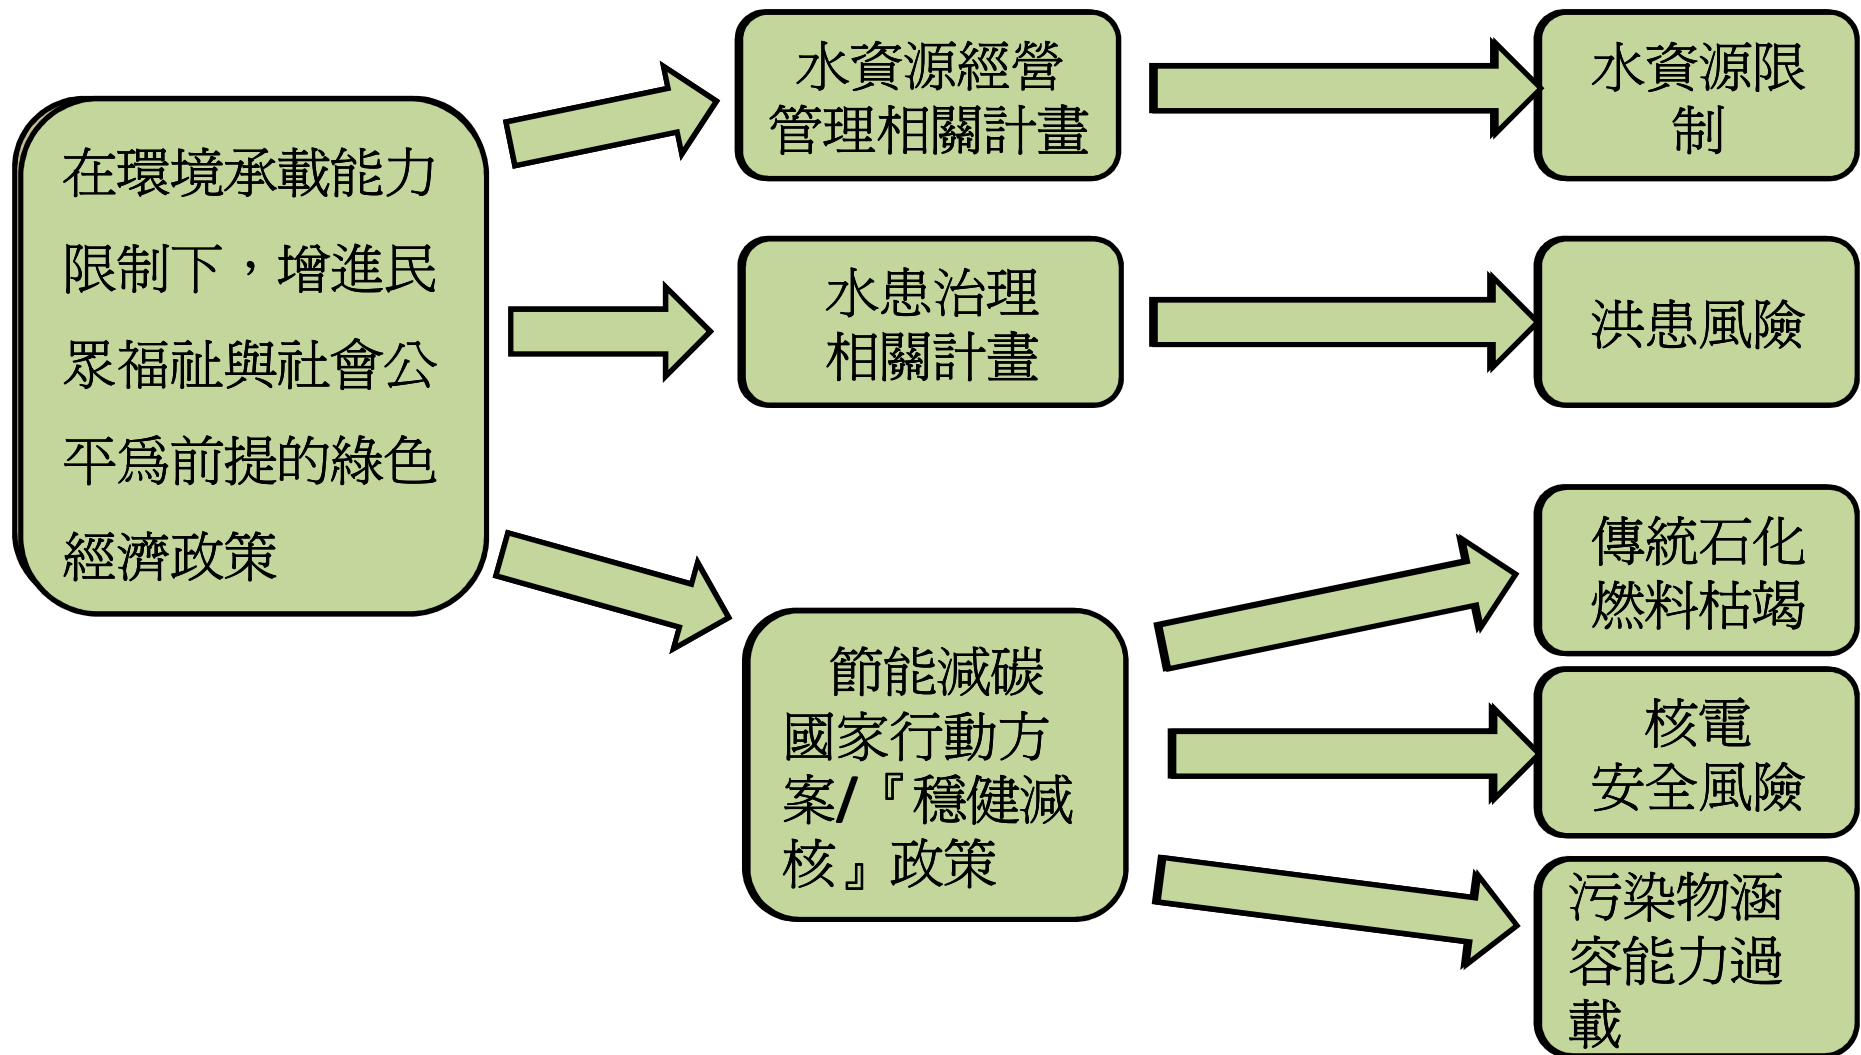 在環境承載能力
限制下，增進民
眾福祉與社會公
平為前提的綠色
經濟政策
水資源經營
管理相關計畫
水患治理
相關計畫
節能減碳
國家行動方
案/『穩健減
核』政策
水資源限
制
洪患風險
傳統石化
燃料枯竭
核電
安全風險
污染物涵
容能力過
載